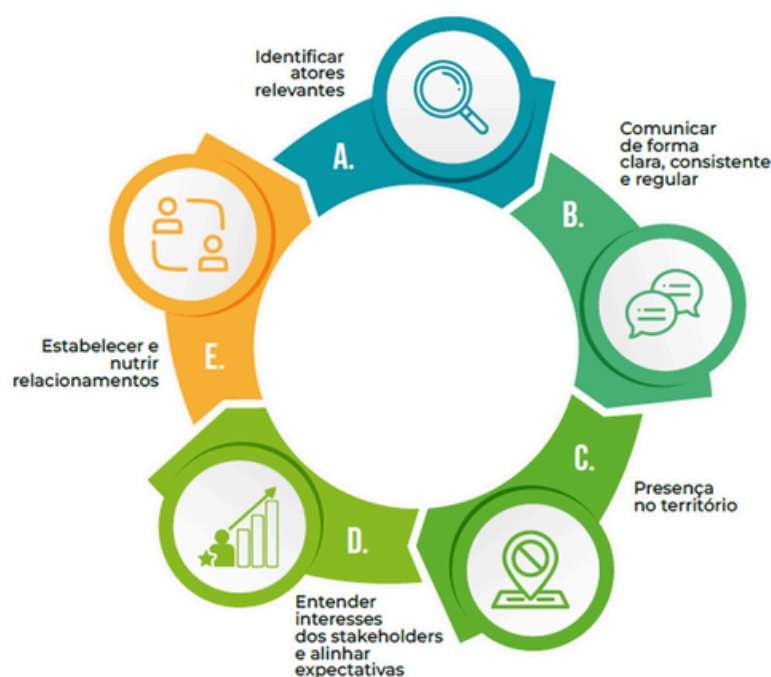 Identificar
atores
relevantes
A.
Comunicar
de forma
clara, consistente
e regular
B.
C.
Presença
no território
D.
Entender
interesses
dos stakeholders
e alinhar
expectativas
E.
Estabelecer e
nutrir
relacionamentos